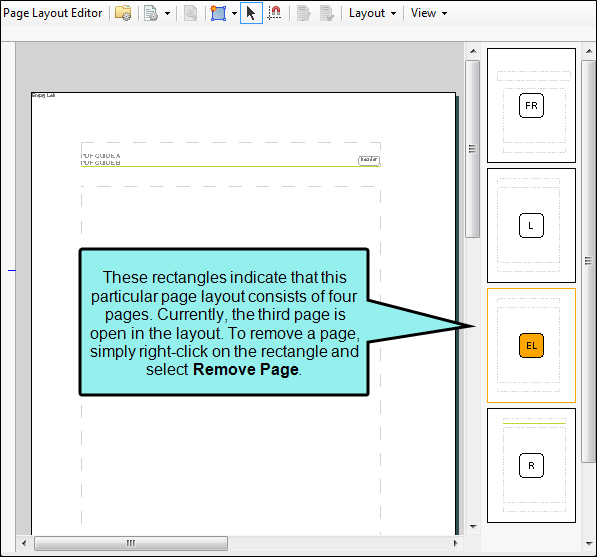 Page Layout Editor Layout View
FR
Empty Left
PDF GUIDE A
PDF GUIDE B header
L
These rectangles indicate that this
particular page layout consists of four
pages. Currently, the third page is
open in the layout. To remove a page,
simply right-click on the rectangle and
select Remove Page.
EL
R